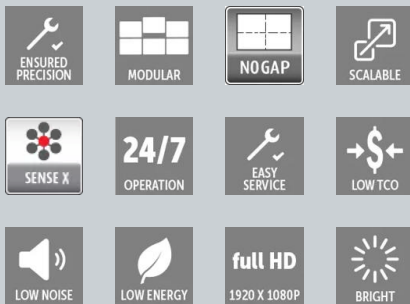 ENSURED
PRECISION
MODULAR
NO GAP
SCALABLE
SENSE X
24/7
OPERATION
EASY
SERVICE
→$←
LOW TCO
LOW NOISE
LOW ENERGY
full HD
1920 X 1080P
BRIGHT